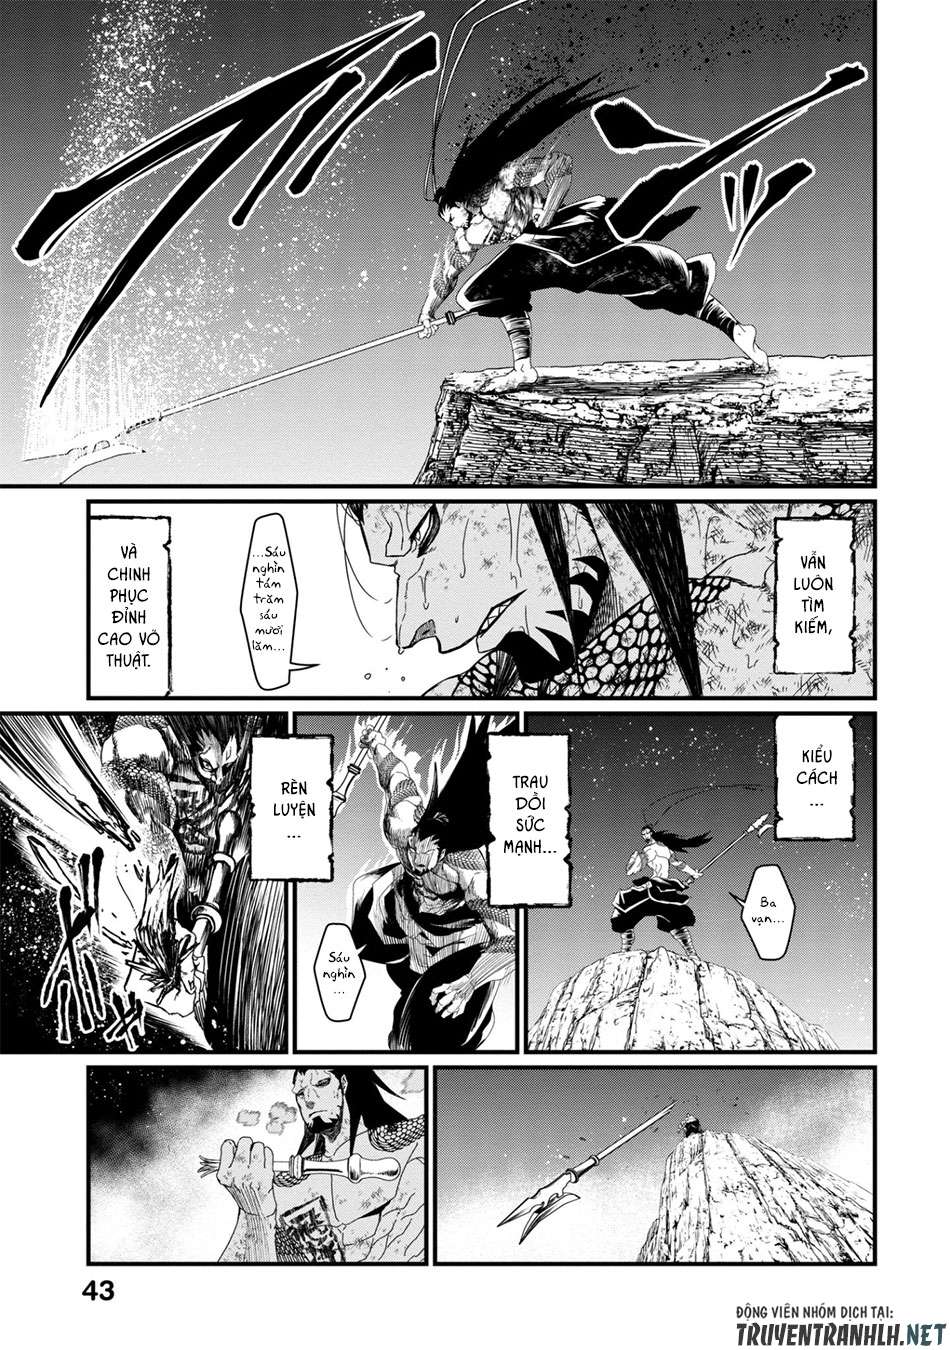 VẪN
LUÔN
TÌM
KIẾM,
...Sáu
nghìn
tám
trăm
sáu
mươi
lăm...
VÀ
CHINH
PHỤC
ĐỈNH
CAO VÕ
THUẬT.
KIỂU
CÁCH
...
Ba
vạn...
TRAU
DỒI
SỨC
MẠNH...
Sáu
nghìn
...
RÈN
LUYỆN
...
43
ĐỘNG VIÊN NHÓM DỊCH TẠI:
TRUYENTRANHLH.NET